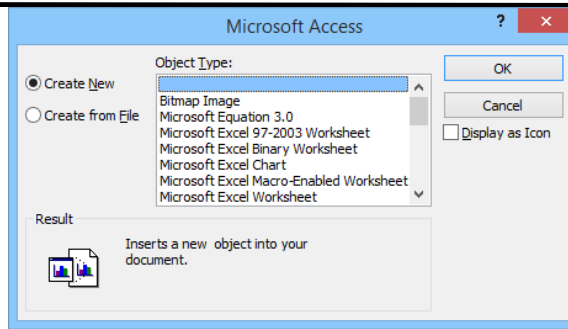 Microsoft Access
? ×
Object Type:
Create New
Create from File
Bitmap Image
Microsoft Equation 3.0
Microsoft Excel 97-2003 Worksheet
Microsoft Excel Binary Worksheet
Microsoft Excel Chart
Microsoft Excel Macro-Enabled Worksheet
Microsoft Excel Worksheet
OK
Cancel
Display as Icon
Result
Inserts a new object into your
document.